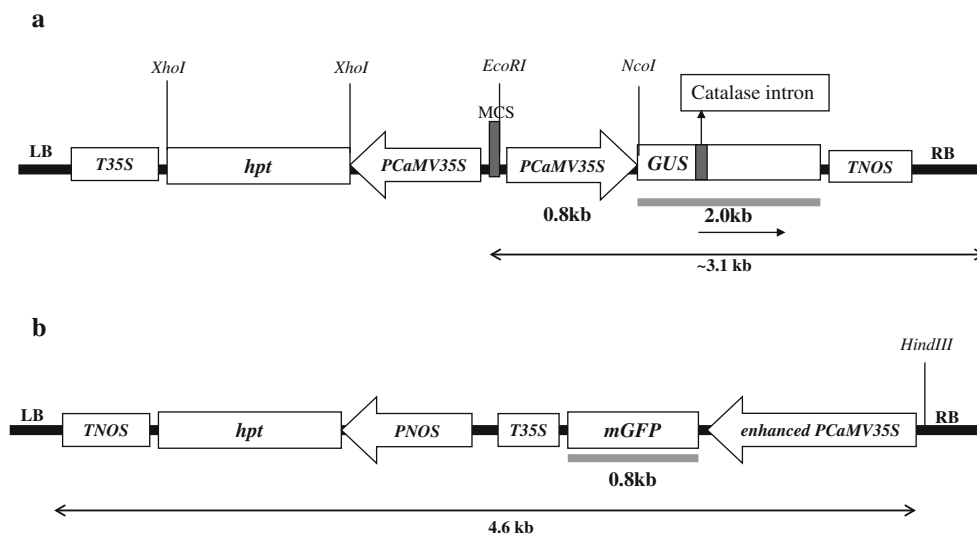 a
XhoI XhoI EcoRI NcoI
MCS Catalase intron
LB T35S hpt PCaMV35S PCaMV35S GUS TNOS RB
0.8kb 2.0kb
~3.1 kb
b
HindIII
LB TNOS hpt PNOS T35S mGFP enhanced PCaMV35S RB
0.8kb
4.6 kb